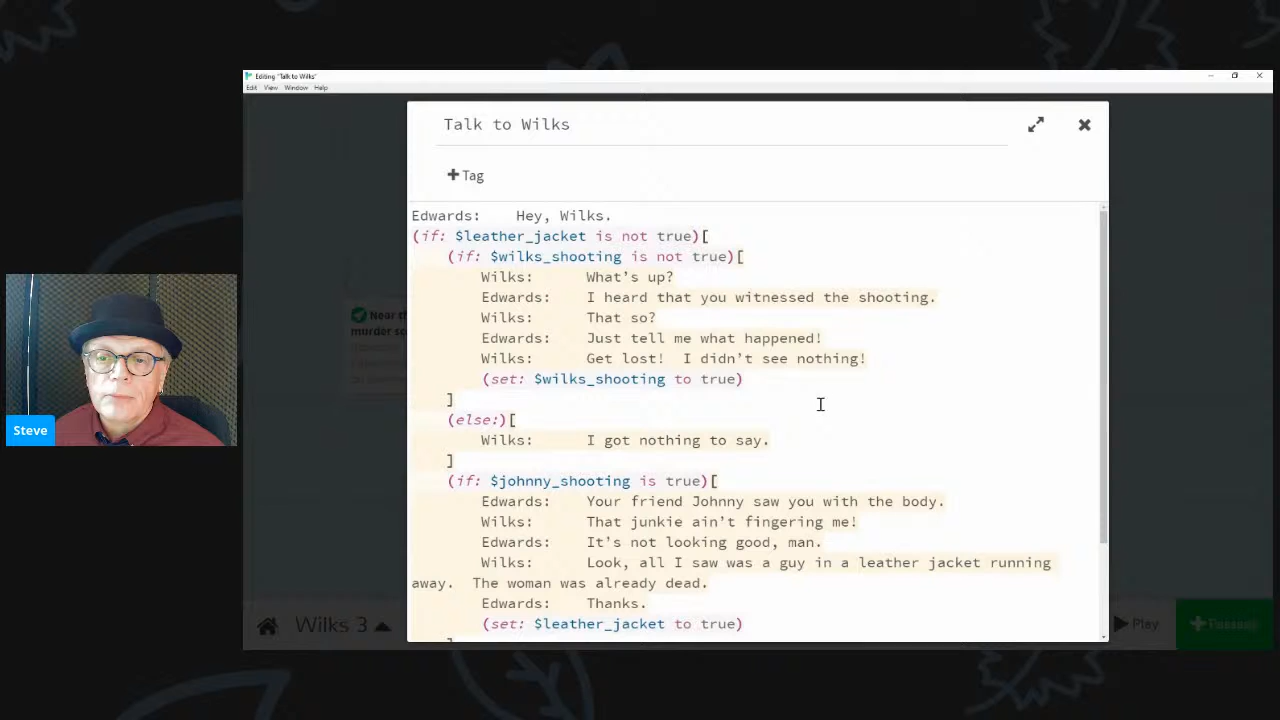 Editing "Talk to Wilks"
Edit View Window Help
Talk to Wilks
+ Tag
Edwards: Hey, Wilks.
(if: $leather_jacket is not true)[
(if: $wilks_shooting is not true)[
Wilks: What's up?
Edwards: I heard that you witnessed the shooting.
Wilks: That so?
Edwards: Just tell me what happened!
Wilks: Get lost! I didn't see nothing!
(set: $wilks_shooting to true)
]
(else:)[
Wilks: I got nothing to say.
]
(if: $johnny_shooting is true)[
Edwards: Your friend Johnny saw you with the body.
Wilks: That junkie ain't fingering me!
Edwards: It's not looking good, man.
Wilks: Look, all I saw was a guy in a leather jacket running
away. The woman was already dead.
Edwards: Thanks.
(set: $leather_jacket to true)
]
Near th
murder sc
Wilks 3
Play
+Passage
Steve